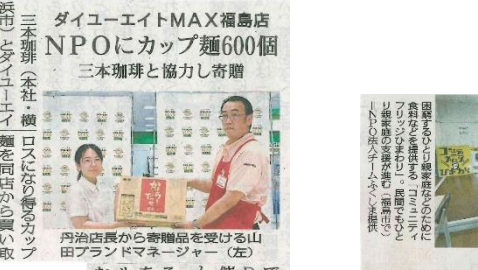 ダイユーエイトMAX福島店
NPOにカップ麺600個
三本珈琲と協力し寄贈
三本珈琲(本社・横
浜市)とダイユーエイ
丹治店長から寄贈品を受ける山
田ブランドマネージャー(左)
ロスになり得るカップ
麺を同店から買い取
困窮するひとり親家庭などのために
食料などを提供する「コミュニティ
フリッジひまわり」。民間でもひと
り親家庭の支援が進む(福島市で)
=NPO法人チームふくしま提供